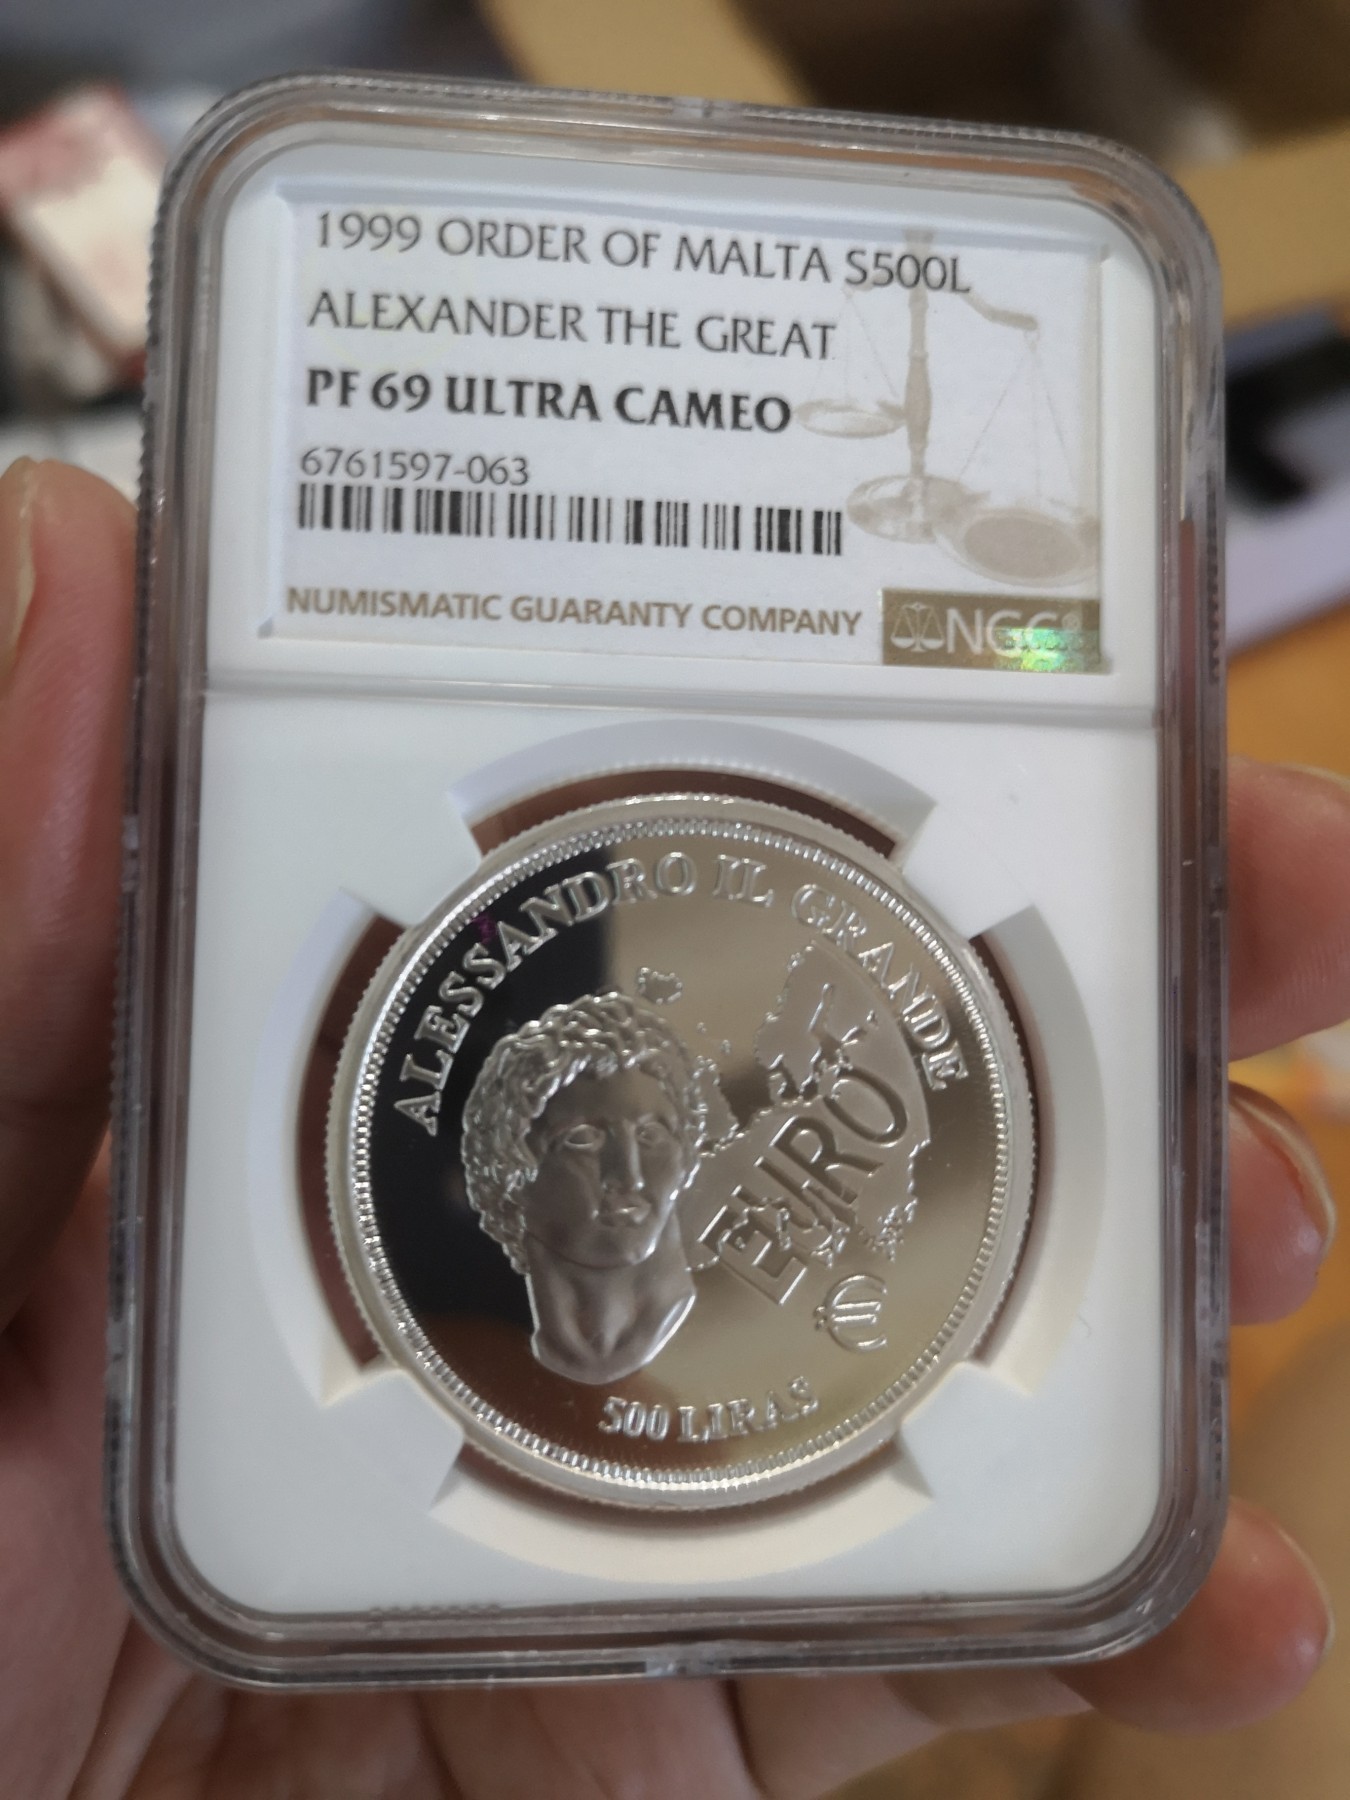 1999 ORDER OF MALTA S500L
ALEXANDER THE GREAT
PF 69 ULTRA CAMEO
6761597-063
NUMISMATIC GUARANTY COMPANY
NGC®
ALESSANDRO IL GRANDE
EURO
500 LIRAS